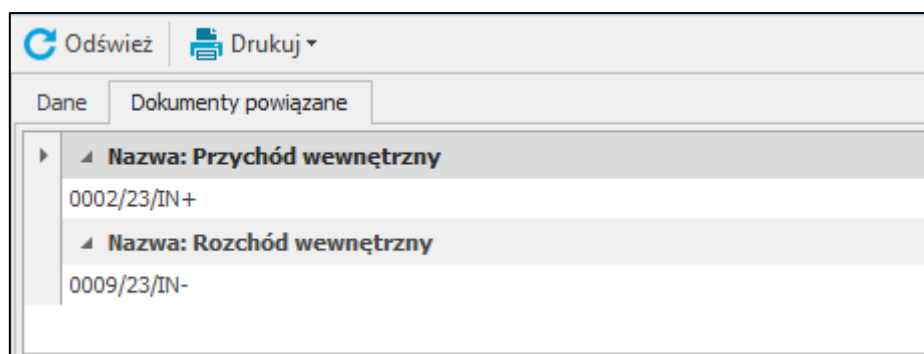 Odśwież Drukuj
Dane Dokumenty powiązane
Nazwa: Przychód wewnętrzny
0002/23/IN+
Nazwa: Rozchód wewnętrzny
0009/23/IN-